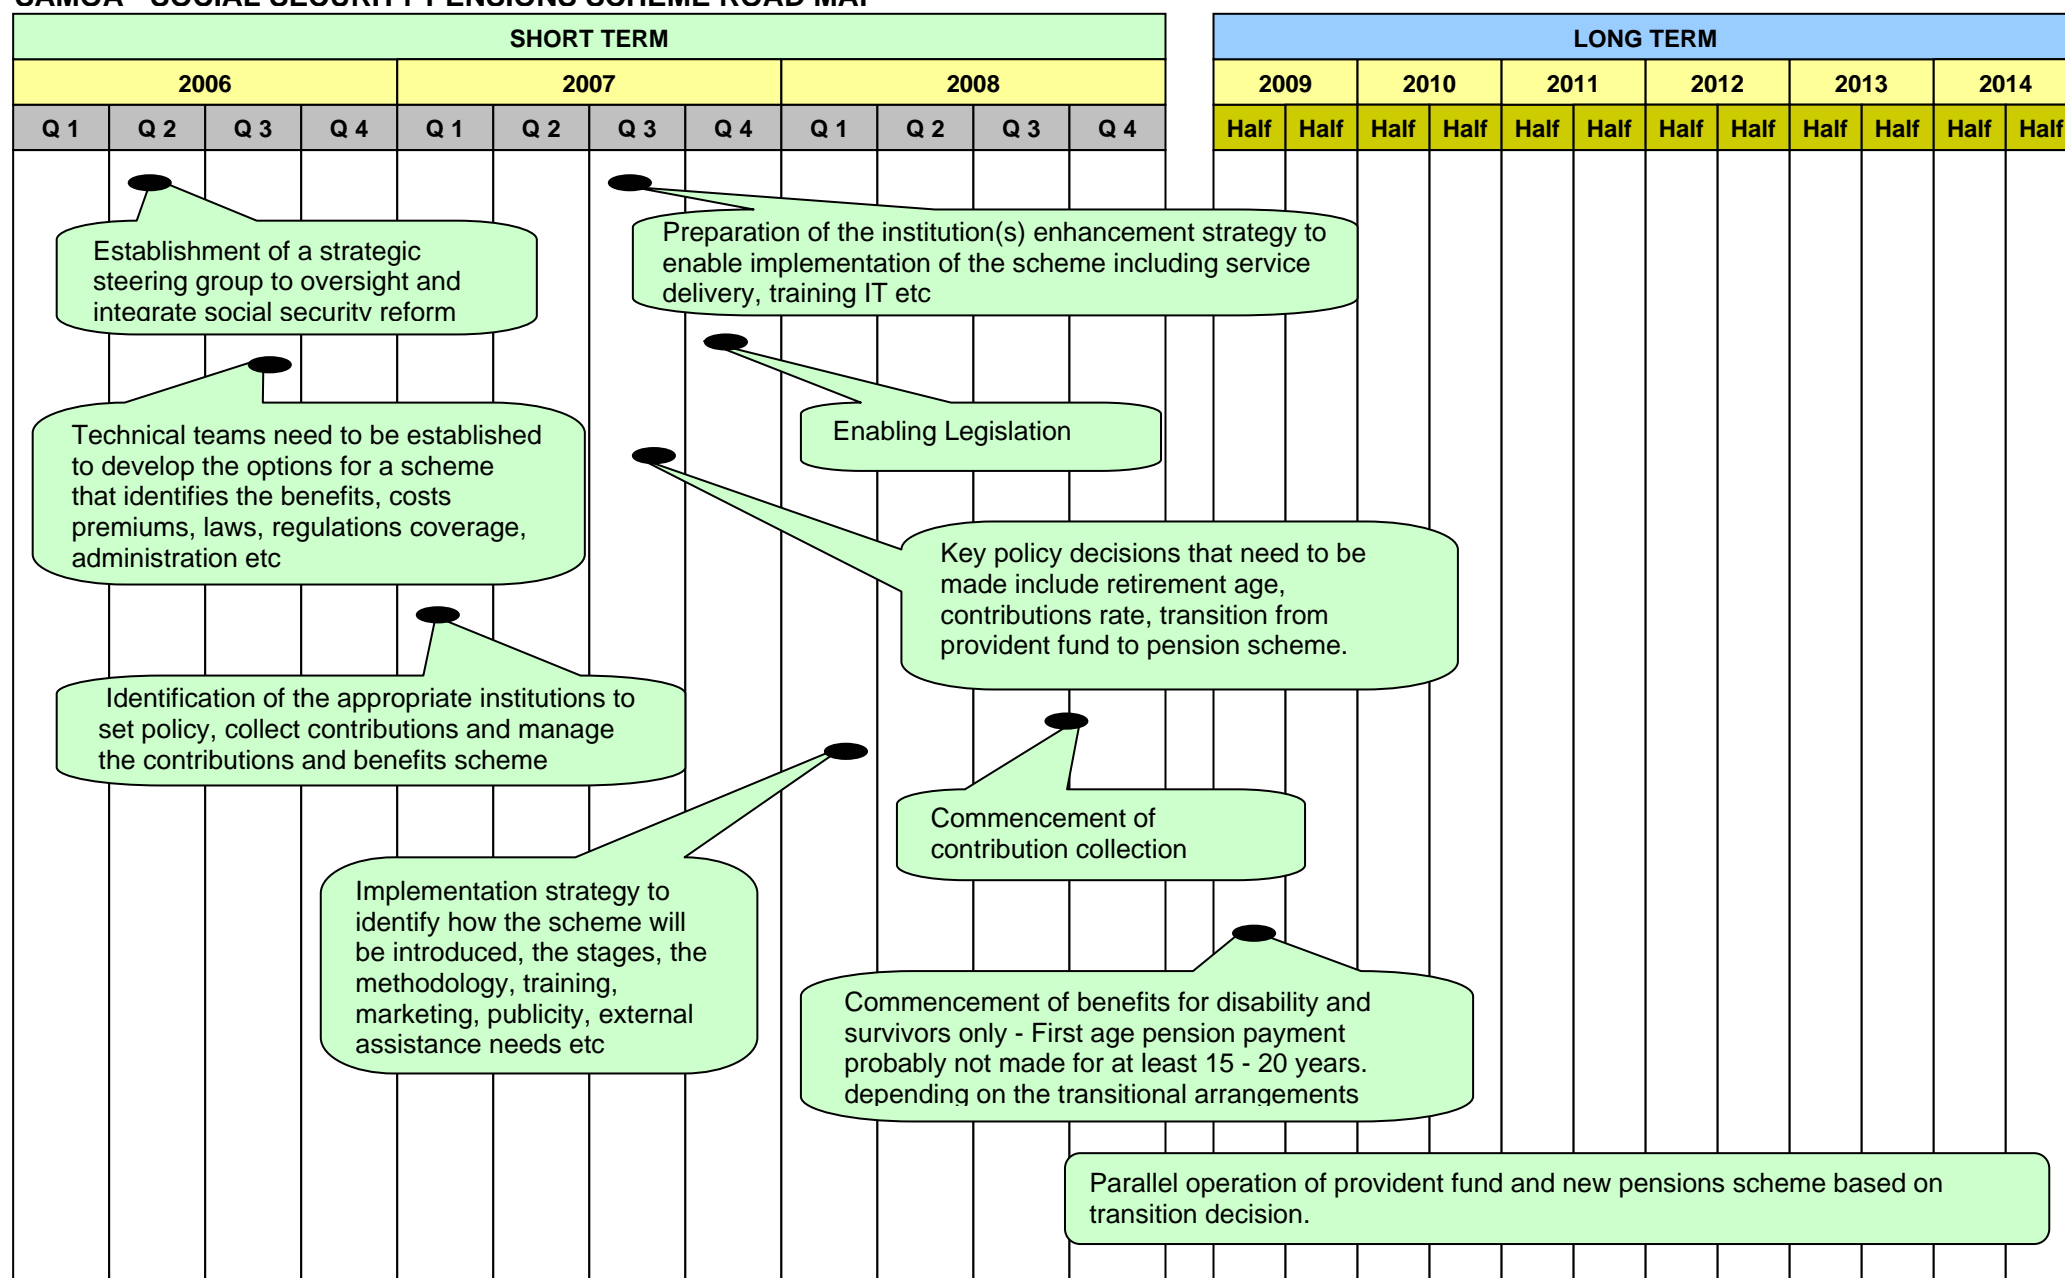 SAMOA - SOCIAL SECURITY PENSIONS SCHEME ROAD MAP
SHORT TERM
LONG TERM
2006
2007
2008
2009
2010
2011
2012
2013
2014
Q 1
Q 2
Q 3
Q 4
Q 1
Q 2
Q 3
Q 4
Q 1
Q 2
Q 3
Q 4
Half
Half
Half
Half
Half
Half
Half
Half
Half
Half
Half
Half
Establishment of a strategic
steering group to oversight and
integrate social security reform
Preparation of the institution(s) enhancement strategy to
enable implementation of the scheme including service
delivery, training IT etc
Enabling Legislation
Technical teams need to be established
to develop the options for a scheme
that identifies the benefits, costs
premiums, laws, regulations coverage,
administration etc
Key policy decisions that need to be
made include retirement age,
contributions rate, transition from
provident fund to pension scheme.
Identification of the appropriate institutions to
set policy, collect contributions and manage
the contributions and benefits scheme
Commencement of
contribution collection
Implementation strategy to
identify how the scheme will
be introduced, the stages, the
methodology, training,
marketing, publicity, external
assistance needs etc
Commencement of benefits for disability and
survivors only - First age pension payment
probably not made for at least 15 - 20 years.
depending on the transitional arrangements
Parallel operation of provident fund and new pensions scheme based on
transition decision.